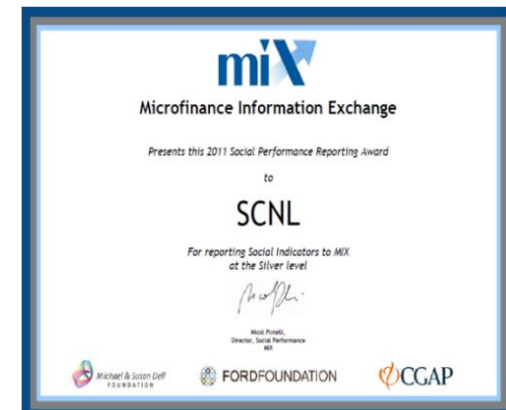 mix
Microfinance Information Exchange
Presents this 2011 Social Performance Reporting Award
to
SCNL
For reporting Social Indicators to MIX
at the Silver level
Micol Pistelli,
Director, Social Performance
MIX
Michael & Susan Dell
FOUNDATION
FORDFOUNDATION
CGAP